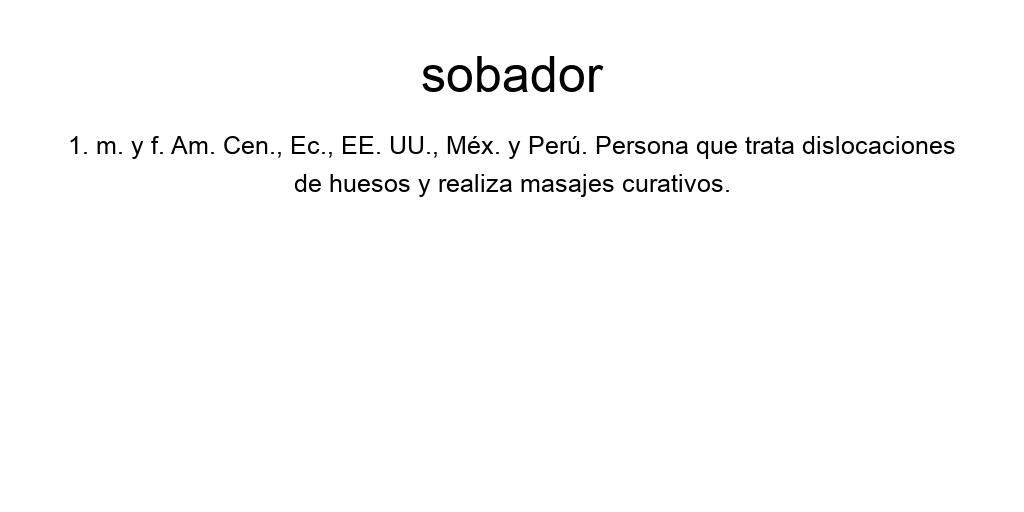 sobador
1. m. y f. Am. Cen., Ec., EE. UU., Méx. y Perú. Persona que trata dislocaciones
de huesos y realiza masajes curativos.